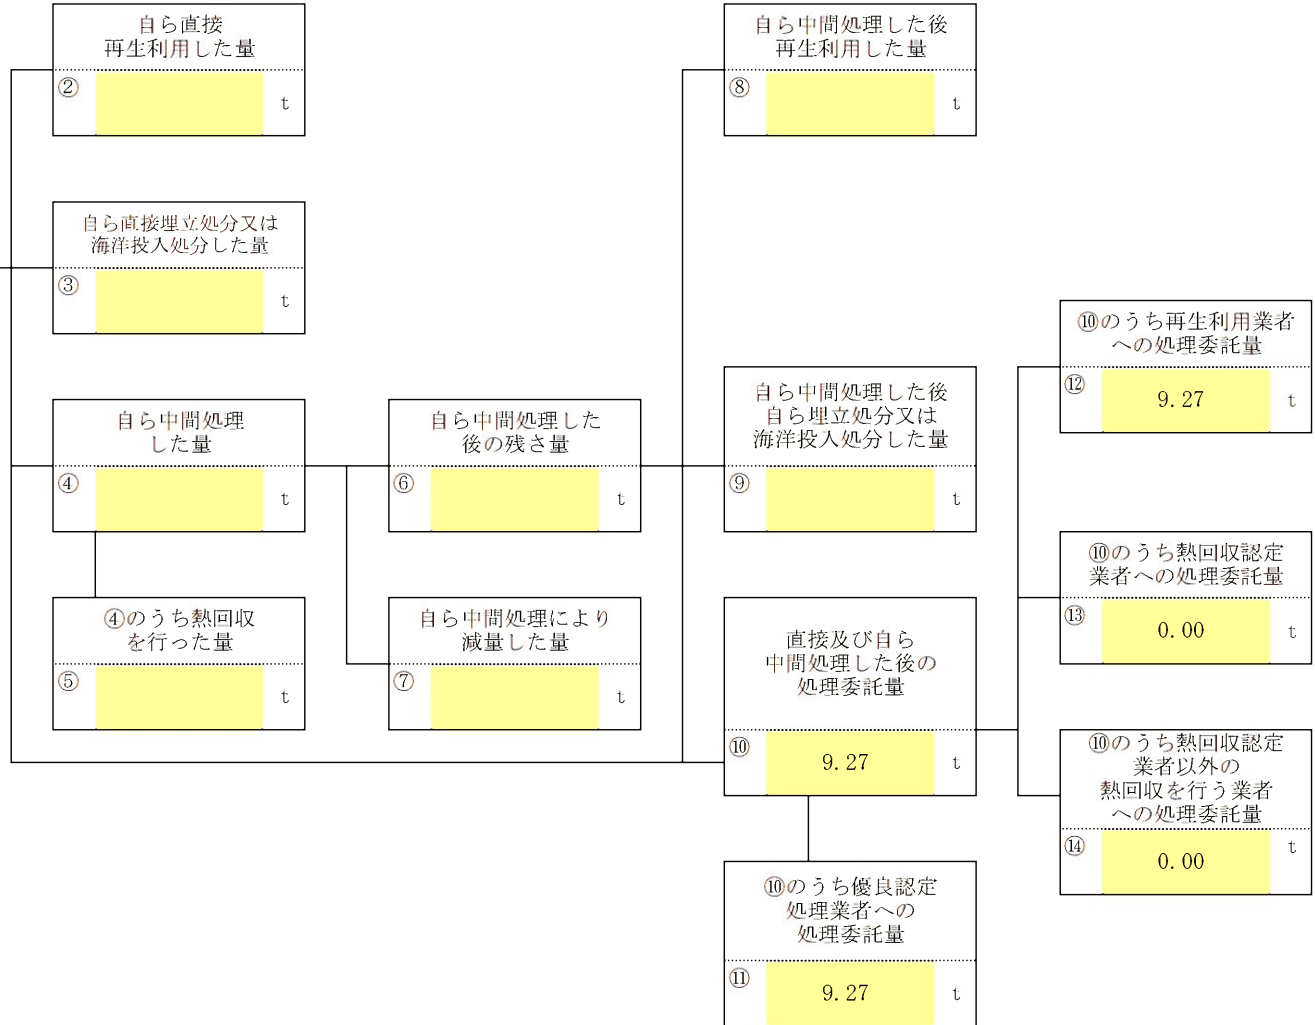 自ら直接
再生利用した量
②
t
自ら中間処理した後
再生利用した量
⑧
t
自ら直接埋立処分又は
海洋投入処分した量
③
t
⑩のうち再生利用業者
への処理委託量
⑫
9.27
t
自ら中間処理
した量
④
t
自ら中間処理した
後の残さ量
⑥
t
自ら中間処理した後
自ら埋立処分又は
海洋投入処分した量
⑨
t
⑩のうち熱回収認定
業者への処理委託量
⑬
0.00
t
④のうち熱回収
を行った量
⑤
t
自ら中間処理により
減量した量
⑦
t
直接及び自ら
中間処理した後の
処理委託量
⑩
9.27
t
⑩のうち熱回収認定
業者以外の
熱回収を行う業者
への処理委託量
⑭
0.00
t
⑩のうち優良認定
処理業者への
処理委託量
⑪
9.27
t